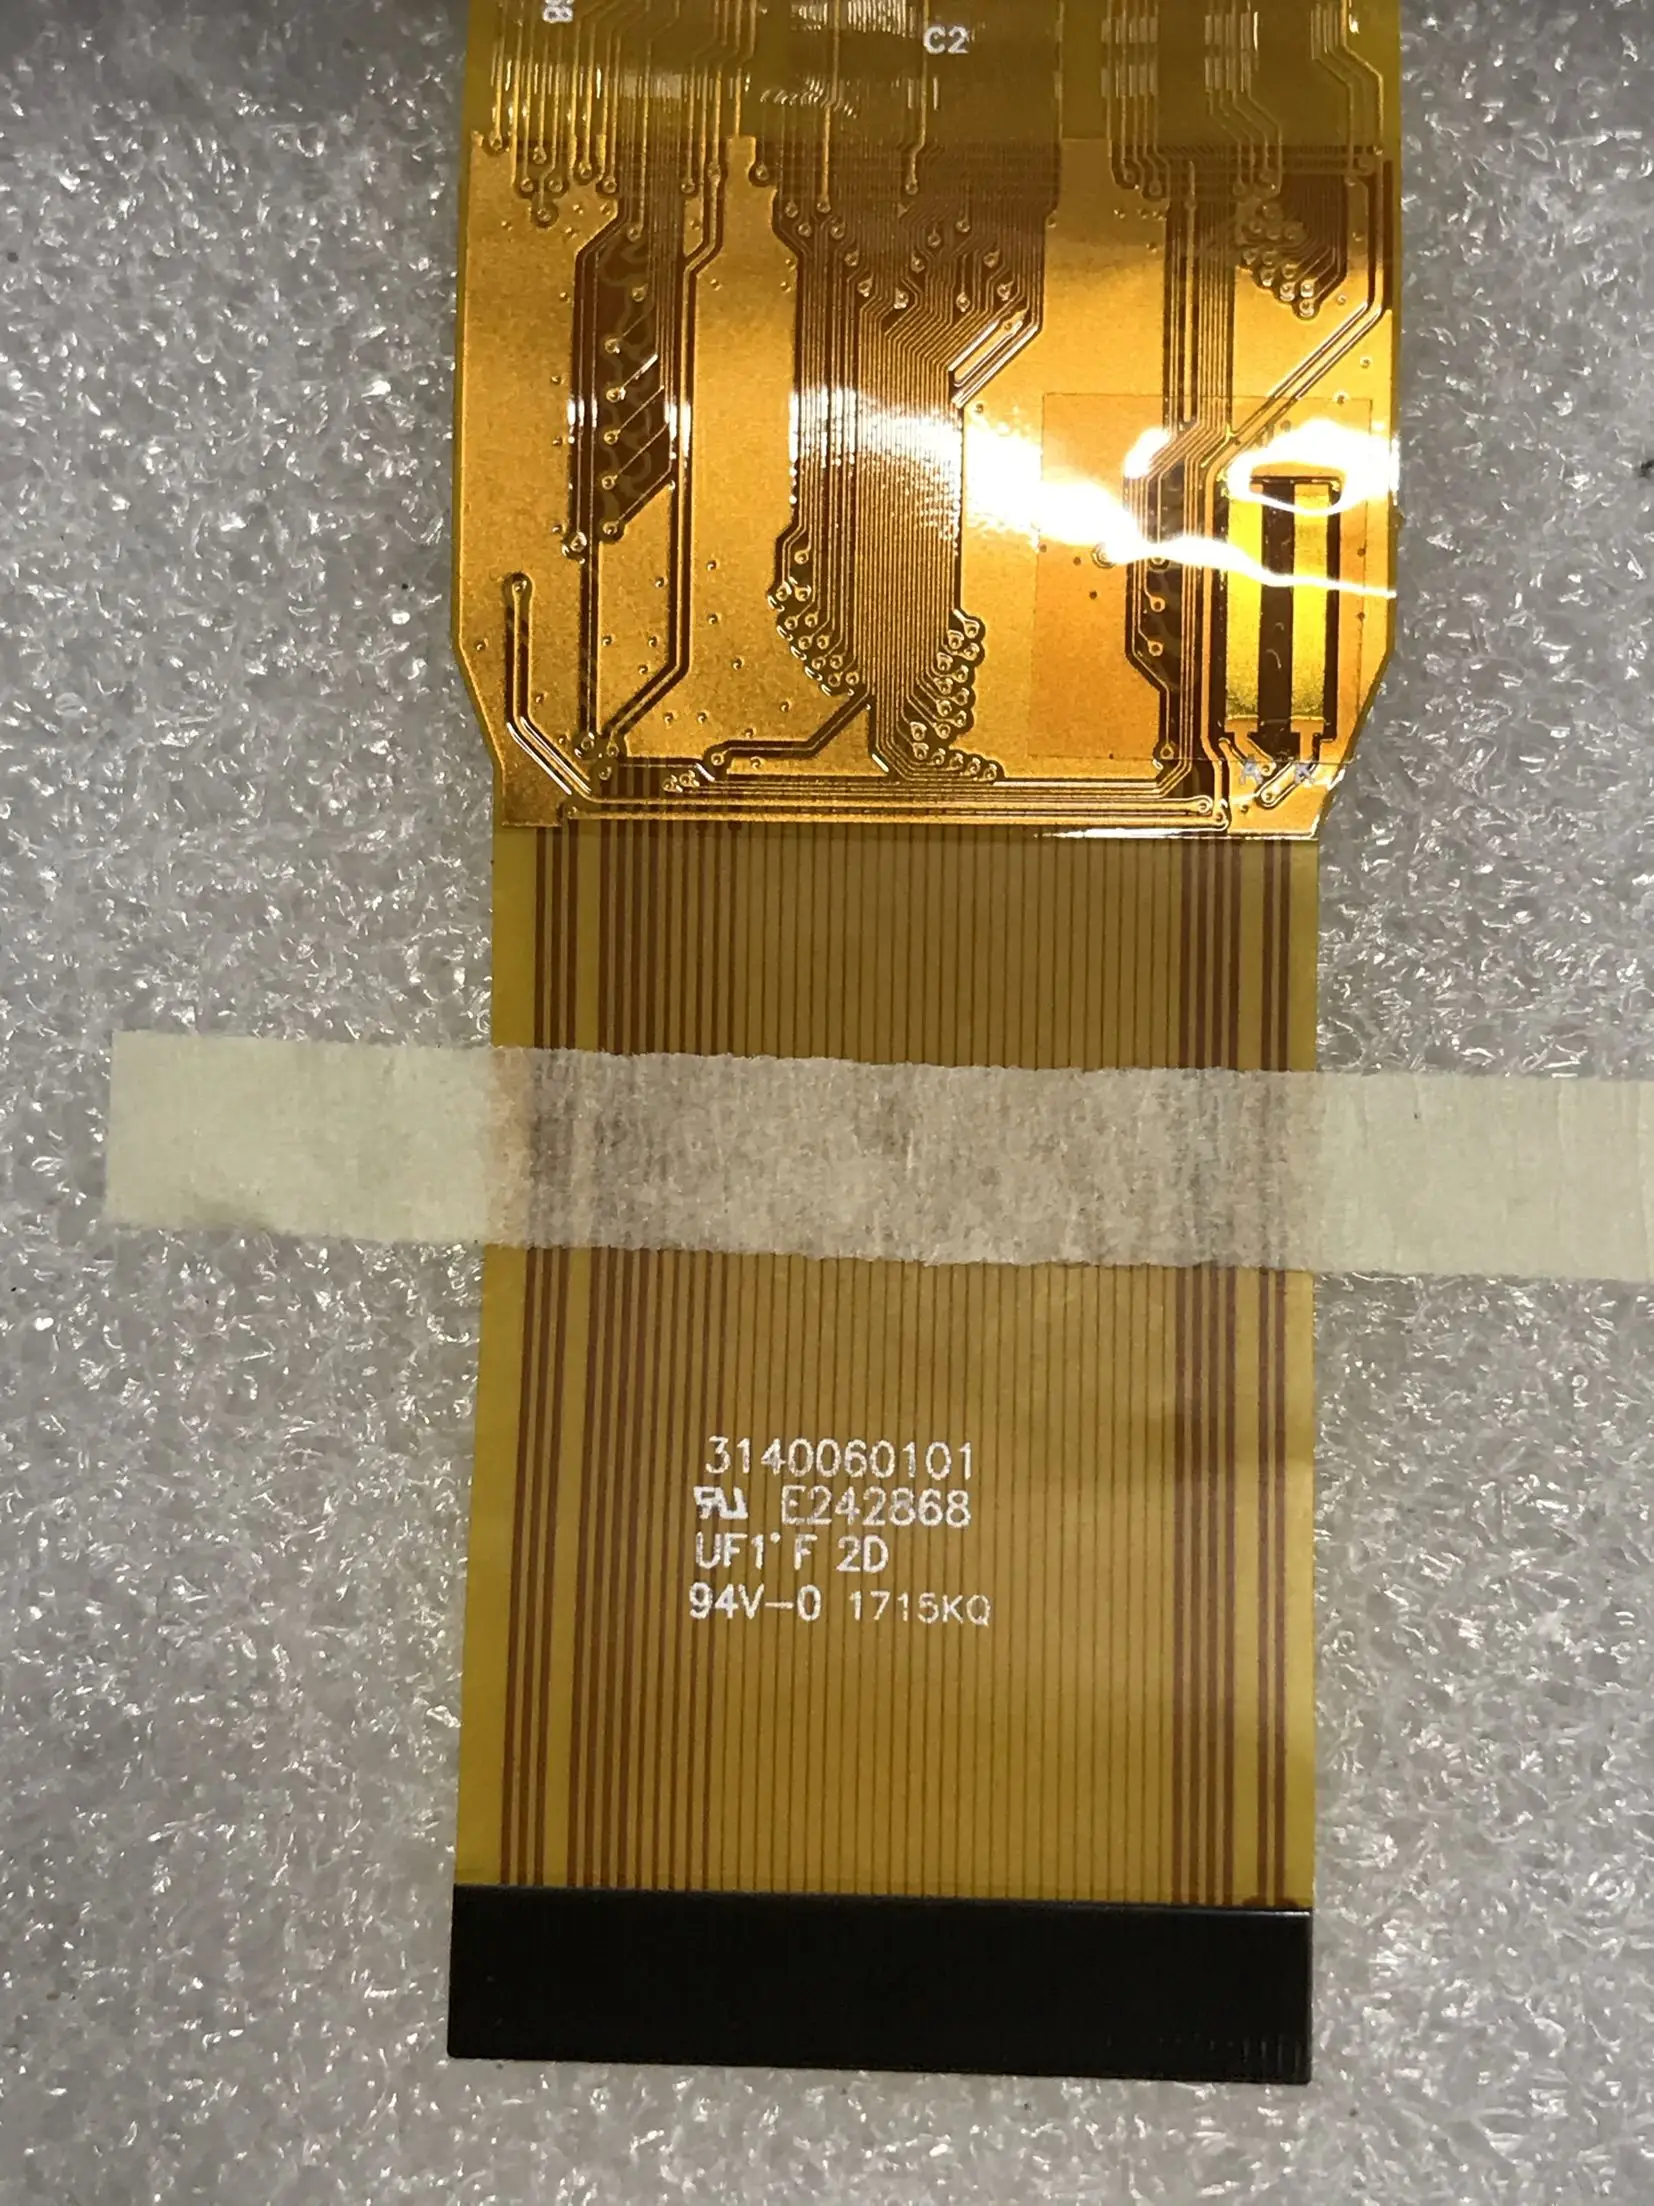 C2
3140060101
E242868
UF1 F 2D
94V-0 1715KQ